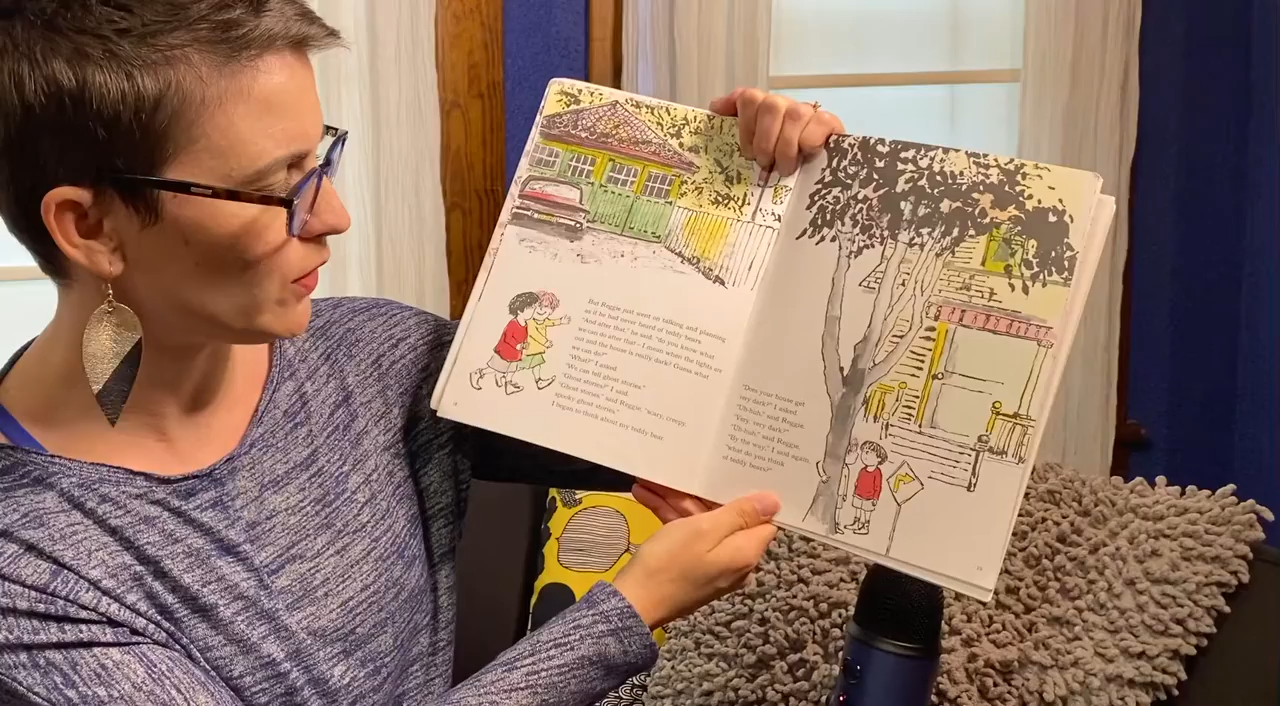 But Reggie just went on talking and planning
as if he had never heard of teddy bears.
"And after that," he said, "do you know what
we can do after that—I mean when the lights are
out and the house is really dark? Guess what
we can do?"
"What?" I asked.
"We can tell ghost stories."
"Ghost stories?" I said.
"Ghost stories," said Reggie, "scary, creepy,
spooky ghost stories."
I began to think about my teddy bear.
"Does your house get
very dark?" I asked.
"Uh-huh," said Reggie.
"Very, very dark?"
"Uh-huh," said Reggie.
"By the way," I said again,
"what do you think
of teddy bears?"